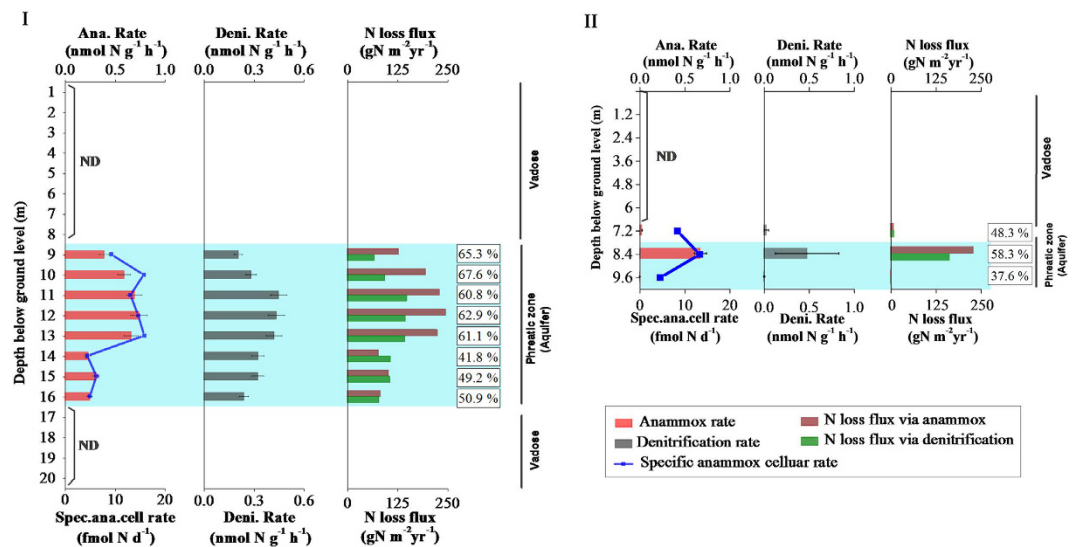 I
Ana. Rate
(nmol N g⁻¹ h⁻¹)
0.0 0.5 1.0
Deni. Rate
(nmol N g⁻¹ h⁻¹)
0.0 0.3 0.6
N loss flux
(gN m⁻²yr⁻¹)
0 125 250
Depth below ground level (m)
1
2
3
4
5
6
7
8
9
10
11
12
13
14
15
16
17
18
19
20
ND
ND
65.3 %
67.6 %
60.8 %
62.9 %
61.1 %
41.8 %
49.2 %
50.9 %
Vadose
Phreatic zone
(Aquifer)
Vadose
0 10 20
Spec.ana.cell rate
(fmol N d⁻¹)
0.0 0.3 0.6
Deni. Rate
(nmol N g⁻¹ h⁻¹)
0 125 250
N loss flux
(gN m⁻²yr⁻¹)
II
Ana. Rate
(nmol N g⁻¹ h⁻¹)
0.0 0.5 1.0
Deni. Rate
(nmol N g⁻¹ h⁻¹)
0.0 0.5 1.0
N loss flux
(gN m⁻²yr⁻¹)
0 125 250
Depth below ground level (m)
1.2
2.4
3.6
4.8
6
7.2
8.4
9.6
ND
48.3 %
58.3 %
37.6 %
Vadose
Phreatic zone
(Aquifer)
0 10 20
Spec.ana.cell rate
(fmol N d⁻¹)
0.0 0.5 1.0
Deni. Rate
(nmol N g⁻¹ h⁻¹)
0 125 250
N loss flux
(gN m⁻²yr⁻¹)
Anammox rate
N loss flux via anammox
Denitrification rate
N loss flux via denitrification
Specific anammox celluar rate